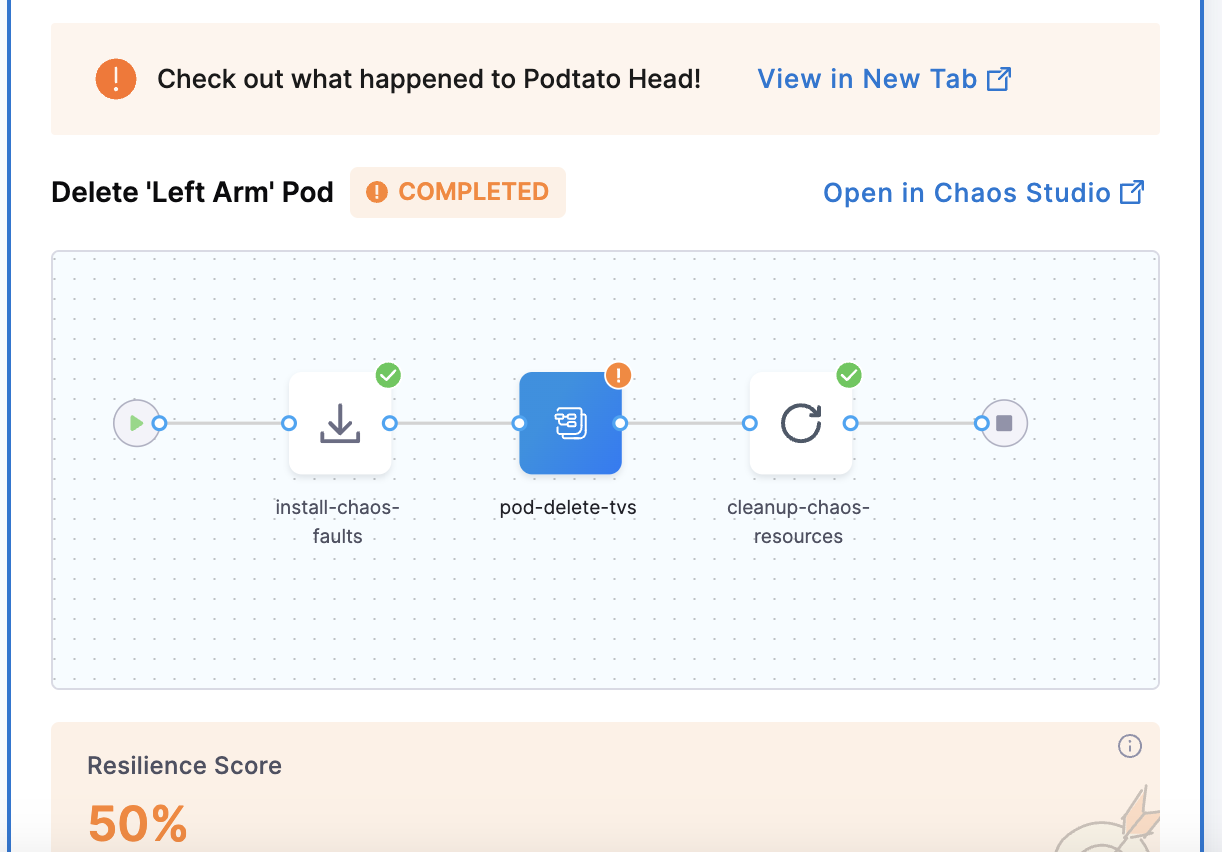 Check out what happened to Podtato Head! View in New Tab
Delete 'Left Arm' Pod COMPLETED Open in Chaos Studio
install-chaos-
faults
pod-delete-tvs
cleanup-chaos-
resources
Resilience Score
50%